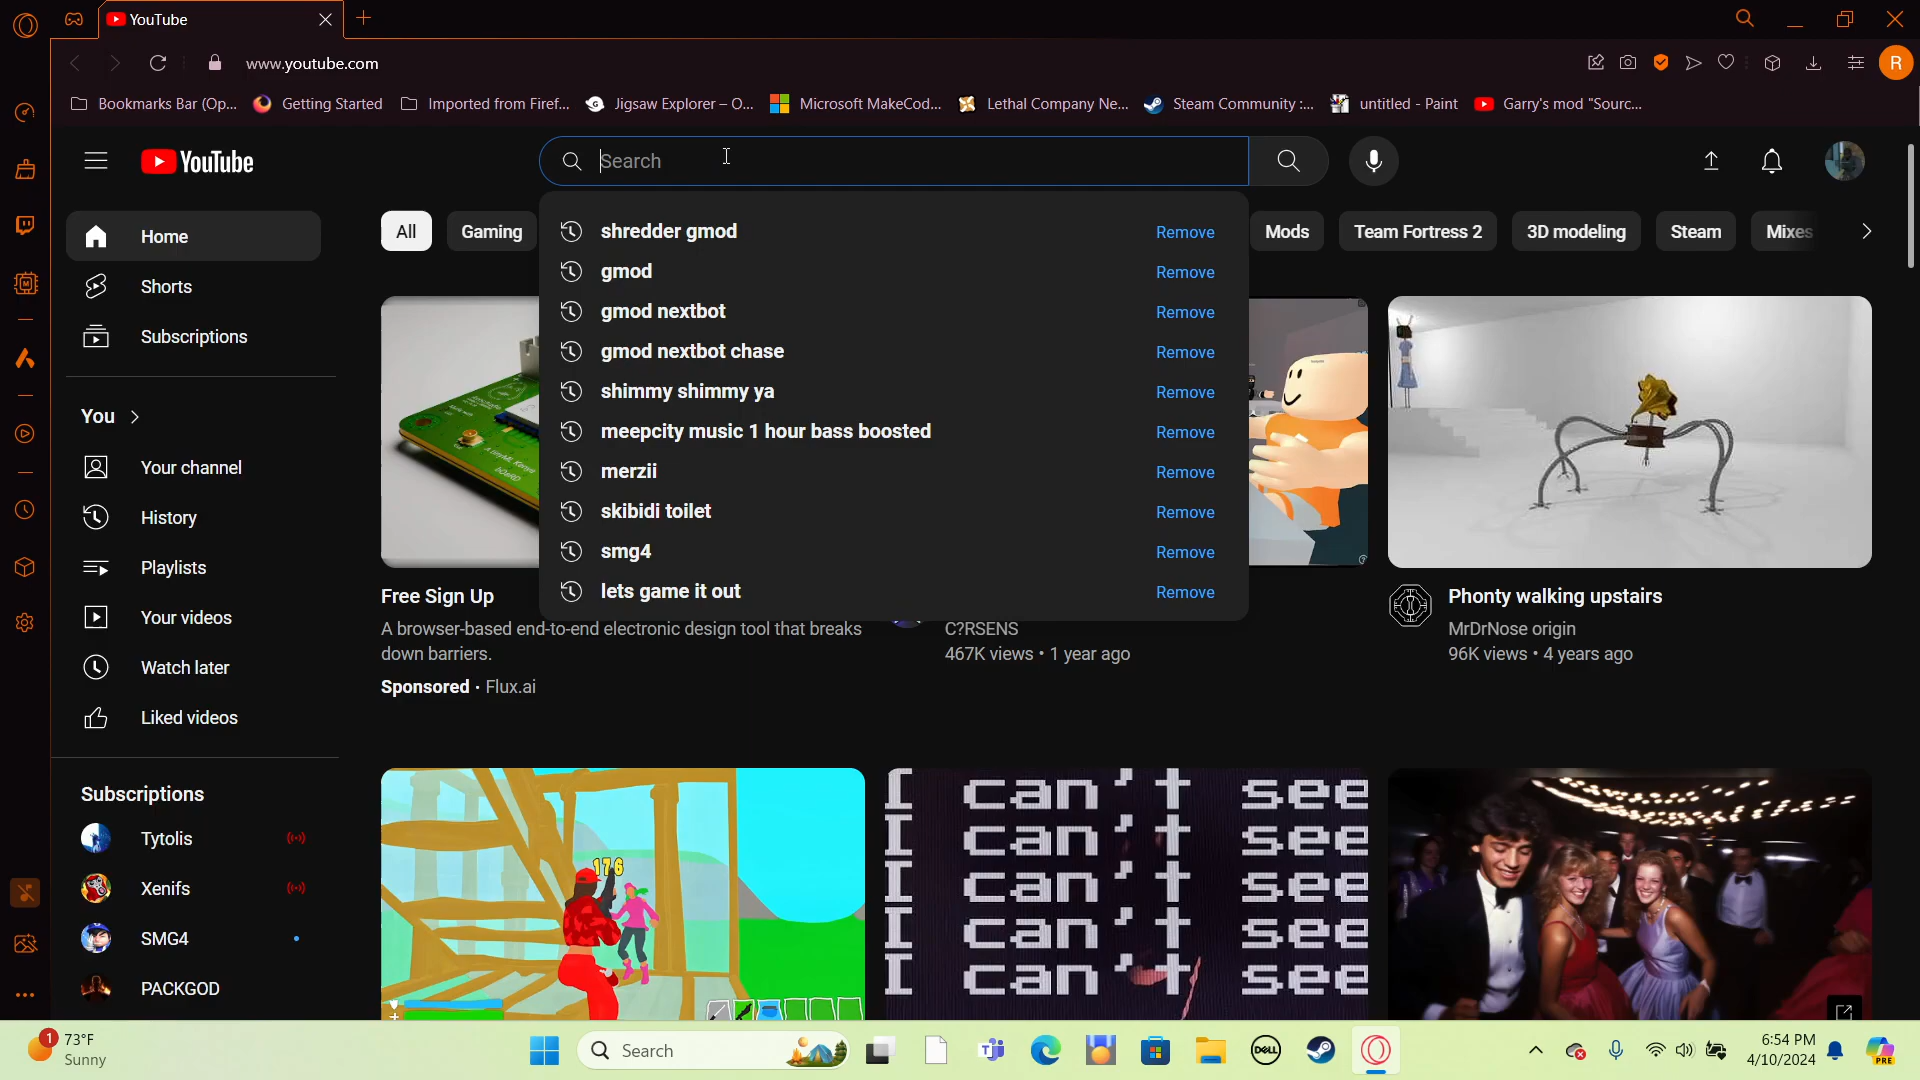 YouTube
www.youtube.com
R
Bookmarks Bar (Op...
Getting Started
Imported from Firef...
Jigsaw Explorer – O...
Microsoft MakeCod...
Lethal Company Ne...
Steam Community :...
untitled - Paint
Garry's mod "Sourc...
YouTube
Search
Home
Shorts
Subscriptions
You
Your channel
History
Playlists
Your videos
Watch later
Liked videos
Subscriptions
Tytolis
Xenifs
SMG4
PACKGOD
All
Gaming
Mods
Team Fortress 2
3D modeling
Steam
Mixes
shredder gmod Remove
gmod Remove
gmod nextbot Remove
gmod nextbot chase Remove
shimmy shimmy ya Remove
meepcity music 1 hour bass boosted Remove
merzii Remove
skibidi toilet Remove
smg4 Remove
lets game it out Remove
Free Sign Up
A browser-based end-to-end electronic design tool that breaks
down barriers.
Sponsored · Flux.ai
C?RSENS
467K views • 1 year ago
Phonty walking upstairs
MrDrNose origin
96K views • 4 years ago
176
I can't see
I can't see
I can't see
I can't see
I can't see
1
73°F
Sunny
Search
DELL
6:54 PM
4/10/2024
PRE